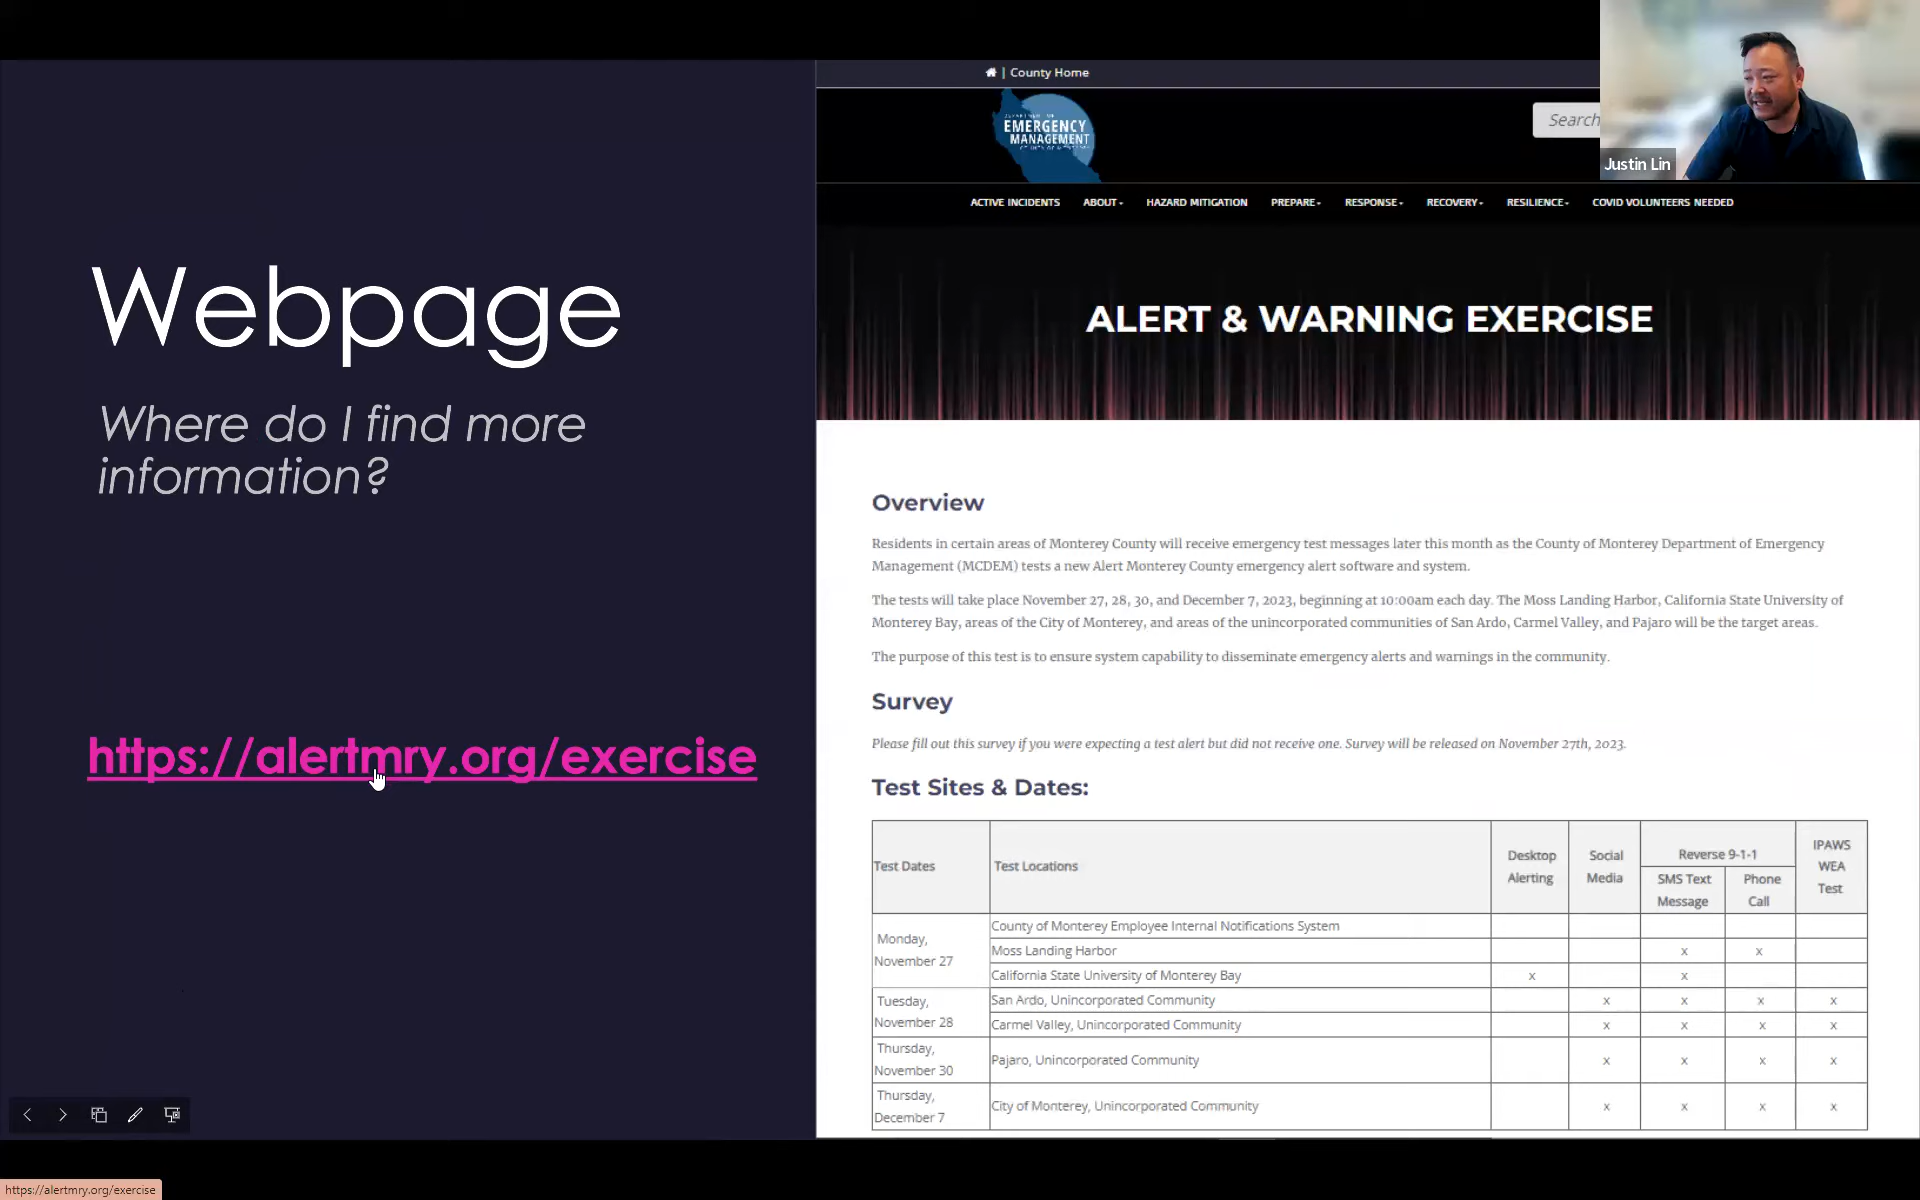 Webpage
Where do I find more
information?
https://alertmry.org/exercise
| County Home
EMERGENCY
MANAGEMENT
Search
Justin Lin
ACTIVE INCIDENTS ABOUT HAZARD MITIGATION PREPARE RESPONSE RECOVERY RESILIENCE COVID VOLUNTEERS NEEDED
ALERT & WARNING EXERCISE
Overview
Residents in certain areas of Monterey County will receive emergency test messages later this month as the County of Monterey Department of Emergency
Management (MCDEM) tests a new Alert Monterey County emergency alert software and system.
The tests will take place November 27, 28, 30, and December 7, 2023, beginning at 10:00am each day. The Moss Landing Harbor, California State University of
Monterey Bay, areas of the City of Monterey, and areas of the unincorporated communities of San Ardo, Carmel Valley, and Pajaro will be the target areas.
The purpose of this test is to ensure system capability to disseminate emergency alerts and warnings in the community.
Survey
Please fill out this survey if you were expecting a test alert but did not receive one. Survey will be released on November 27th, 2023.
Test Sites & Dates:
Test Dates
Test Locations
Desktop
Alerting
Social
Media
Reverse 9-1-1
SMS Text
Message
Phone
Call
IPAWS
WEA
Test
Monday,
November 27
County of Monterey Employee Internal Notifications System
Moss Landing Harbor x x
California State University of Monterey Bay x x
Tuesday,
November 28
San Ardo, Unincorporated Community x x x x
Carmel Valley, Unincorporated Community x x x x
Thursday,
November 30
Pajaro, Unincorporated Community x x x x
Thursday,
December 7
City of Monterey, Unincorporated Community x x x x
https://alertmry.org/exercise